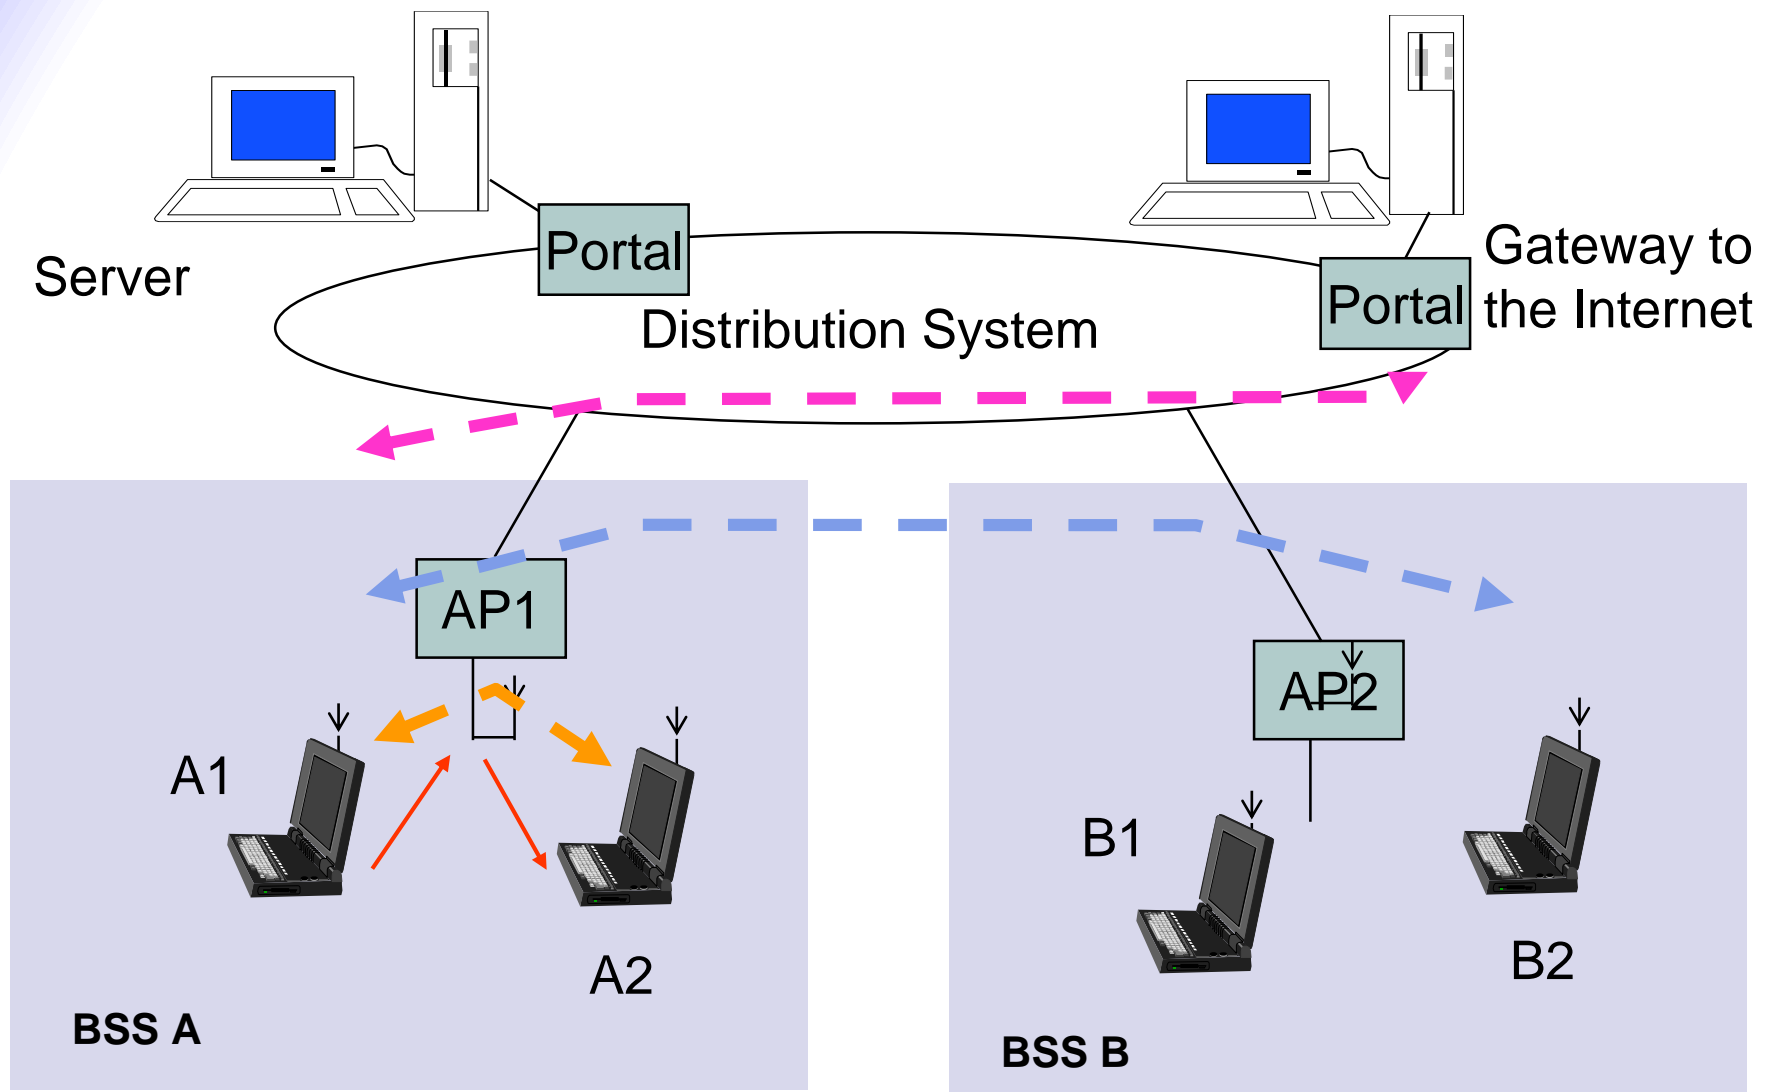 Server
Portal
Distribution System
Portal
Gateway to
the Internet
AP1
AP2
A1
A2
B1
B2
BSS A
BSS B